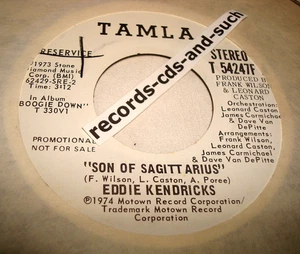 TAMLA
RESERVICE
©1973 Stone
Diamond Music
Corp. (BMI)
62429-SRE-2
Time: 3:12
In Album
BOOGIE DOWN"
T 330V1
PROMOTIONAL
NOT FOR SALE
records-cds-and-such
STEREO
T 54247F
PRODUCED BY
FRANK WILSON
& LEONARD
CASTON
Orchestration:
Leonard Caston,
James Carmichael
& Dave Van
DePitte
Arrangements:
Frank Wilson,
Leonard Caston,
James Carmichael
& Dave Van DePitte
"SON OF SAGITTARIUS"
(F. Wilson, L. Caston, A. Poree)
EDDIE KENDRICKS
©1974 Motown Record Corporation/
Trademark Motown Record
Corporation